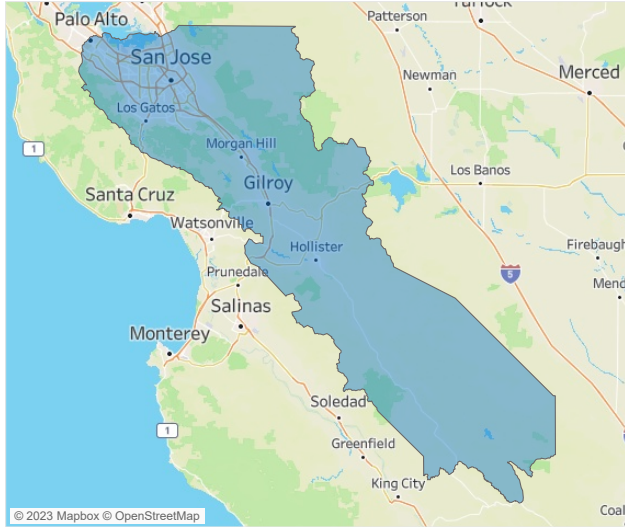 Palo Alto
Patterson
San Jose
Newman
Merced
Los Gatos
1
Morgan Hill
Los Banos
Gilroy
Santa Cruz
Watsonville
Hollister
Firebaugh
5
Prunedale
Mend
Salinas
Monterey
Soledad
1
Greenfield
King City
Coal
© 2023 Mapbox © OpenStreetMap